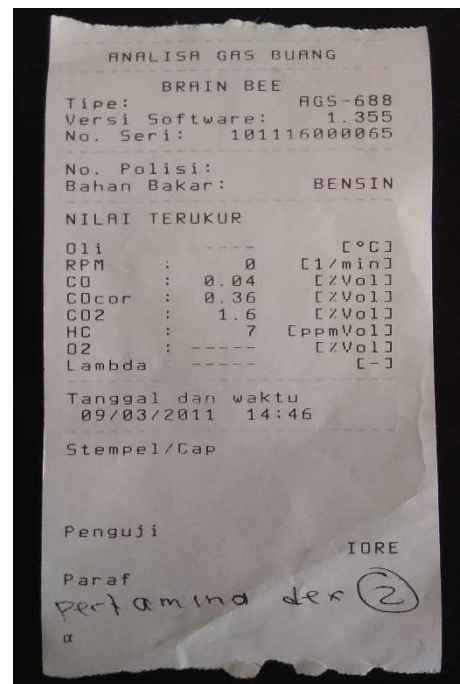 ANALISA GAS BUANG
BRAIN BEE
Tipe: AGS-688
Versi Software: 1.355
No. Seri: 101116000065
No. Polisi:
Bahan Bakar: BENSIN
NILAI TERUKUR
Oli ---- [°C]
RPM : 0 [1/min]
CO : 0.04 [%Vol]
COcor : 0.36 [%Vol]
CO2 : 1.6 [%Vol]
HC : 7 [ppmVol]
O2 : ----- [%Vol]
Lambda ----- [-]
Tanggal dan waktu
09/03/2011 14:46
Stempel/Cap
Penguji
IORE
Paraf
Pertamina dex 2
α